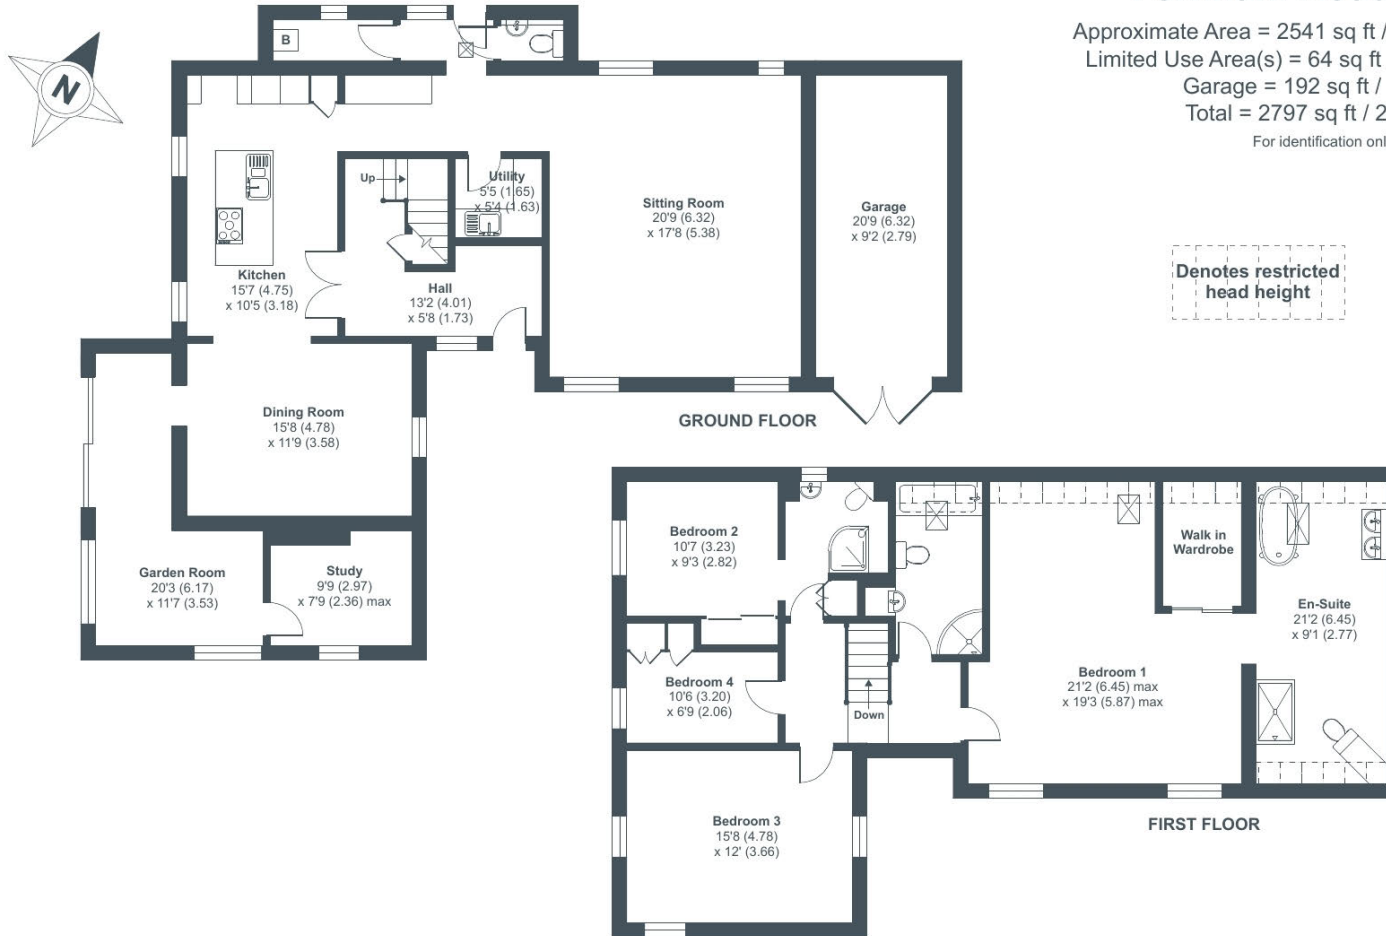 Approximate Area = 2541 sq ft /
Limited Use Area(s) = 64 sq ft
Garage = 192 sq ft /
Total = 2797 sq ft / 2
For identification onl
N
B
Up
Utility
5'5 (1.65)
x 5'4 (1.63)
Sitting Room
20'9 (6.32)
x 17'8 (5.38)
Garage
20'9 (6.32)
x 9'2 (2.79)
Kitchen
15'7 (4.75)
x 10'5 (3.18)
Hall
13'2 (4.01)
x 5'8 (1.73)
Denotes restricted
head height
Dining Room
15'8 (4.78)
x 11'9 (3.58)
GROUND FLOOR
Garden Room
20'3 (6.17)
x 11'7 (3.53)
Study
9'9 (2.97)
x 7'9 (2.36) max
Bedroom 2
10'7 (3.23)
x 9'3 (2.82)
Walk in
Wardrobe
En-Suite
21'2 (6.45)
x 9'1 (2.77)
Bedroom 4
10'6 (3.20)
x 6'9 (2.06)
Down
Bedroom 1
21'2 (6.45) max
x 19'3 (5.87) max
Bedroom 3
15'8 (4.78)
x 12' (3.66)
FIRST FLOOR